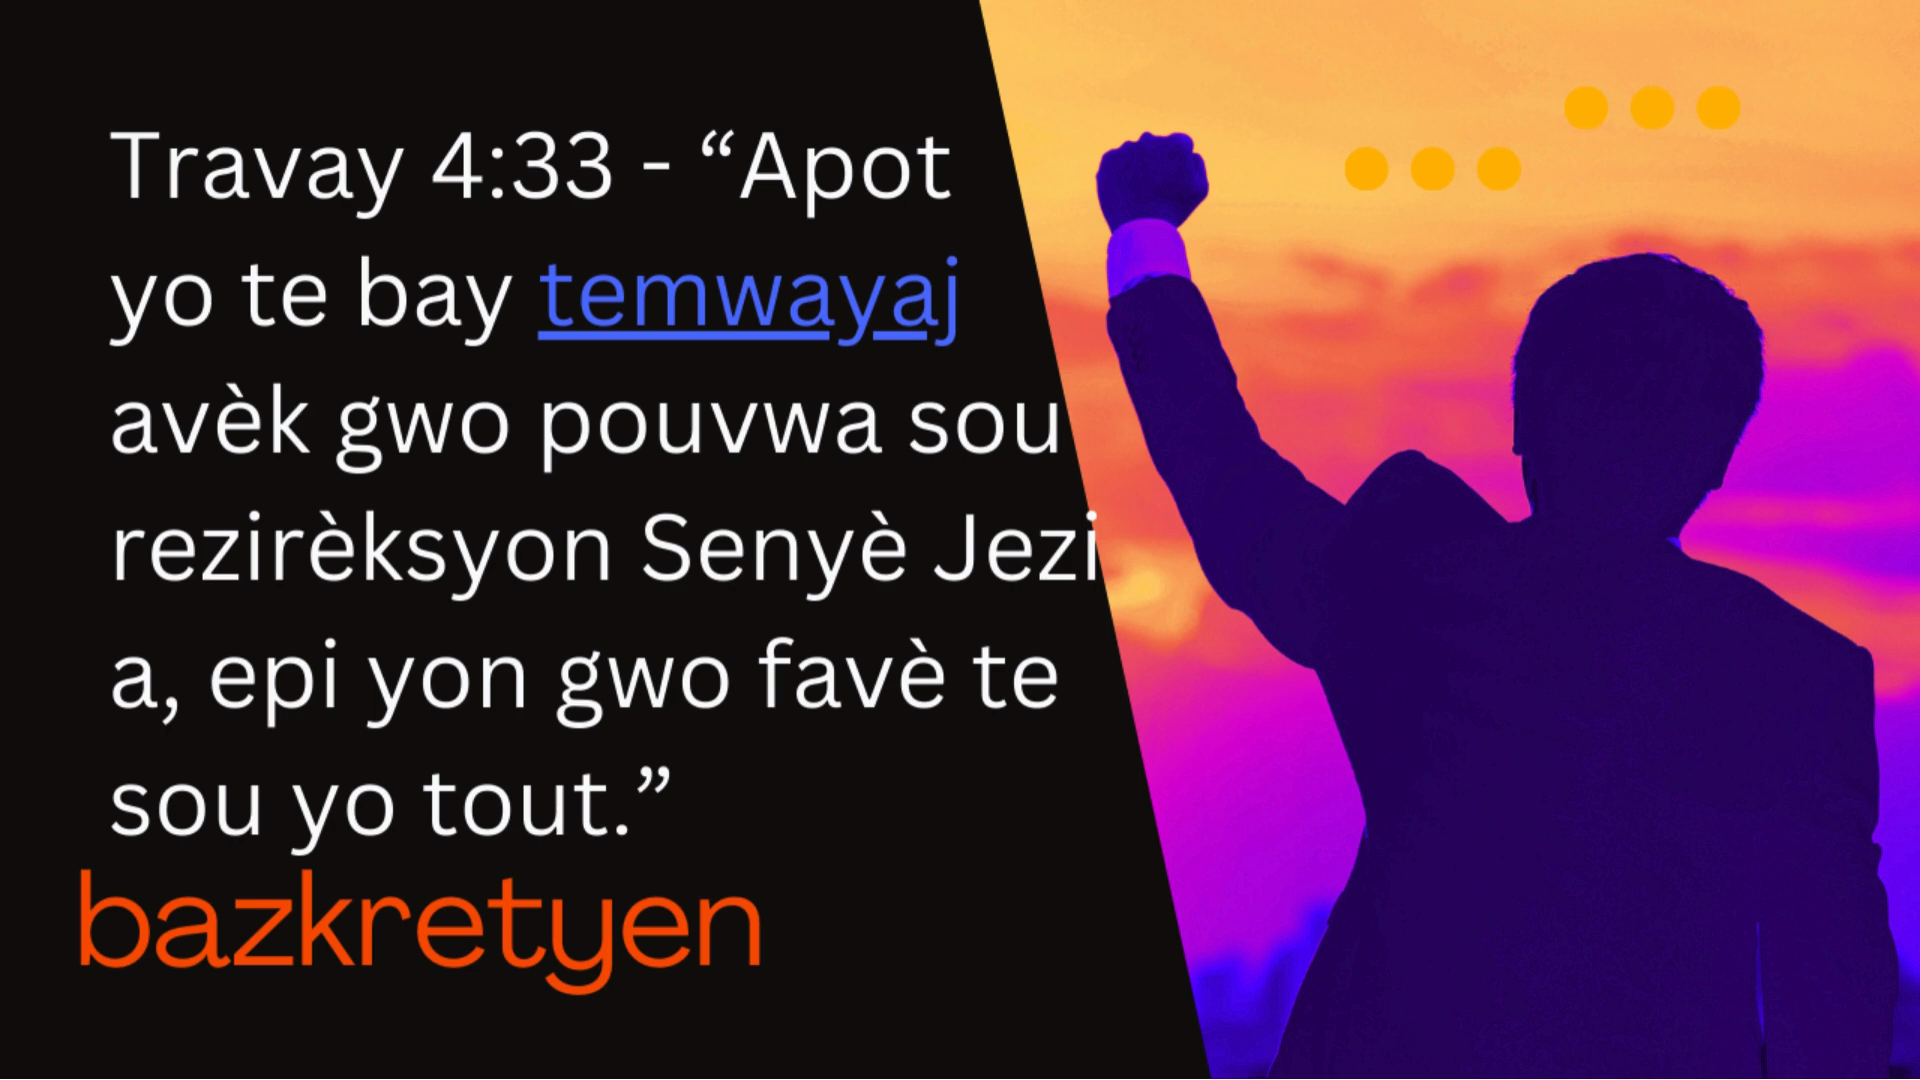 Travay 4:33 - “Apot
yo te bay temwayaj
avèk gwo pouvwa sou
rezirèksyon Senyè Jezi
a, epi yon gwo favè te
sou yo tout.”
bazkretyen